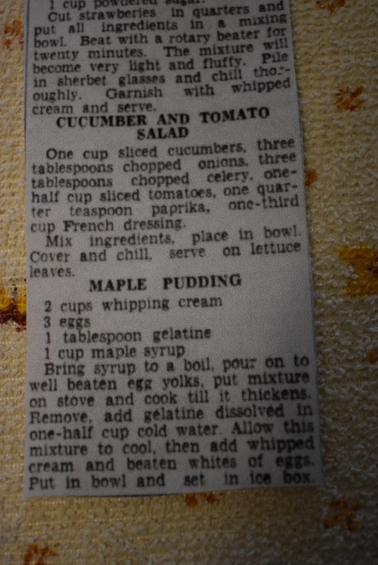 1 cup powdered sugar.
Cut strawberries in quarters and
put all ingredients in a mixing
bowl. Beat with a rotary beater for
twenty minutes. The mixture will
become very light and fluffy. Pile
in sherbet glasses and chill thor-
oughly. Garnish with whipped
cream and serve.
CUCUMBER AND TOMATO
SALAD
One cup sliced cucumbers, three
tablespoons chopped onions, three
tablespoons chopped celery, one-
half cup sliced tomatoes, one quar-
ter teaspoon paprika, one-third
cup French dressing.
Mix ingredients, place in bowl.
Cover and chill, serve on lettuce
leaves.
MAPLE PUDDING
2 cups whipping cream
3 eggs
1 tablespoon gelatine
1 cup maple syrup
Bring syrup to a boil, pour on to
well beaten egg yolks, put mixture
on stove and cook till it thickens.
Remove, add gelatine dissolved in
one-half cup cold water. Allow this
mixture to cool, then add whipped
cream and beaten whites of eggs.
Put in bowl and set in ice box.